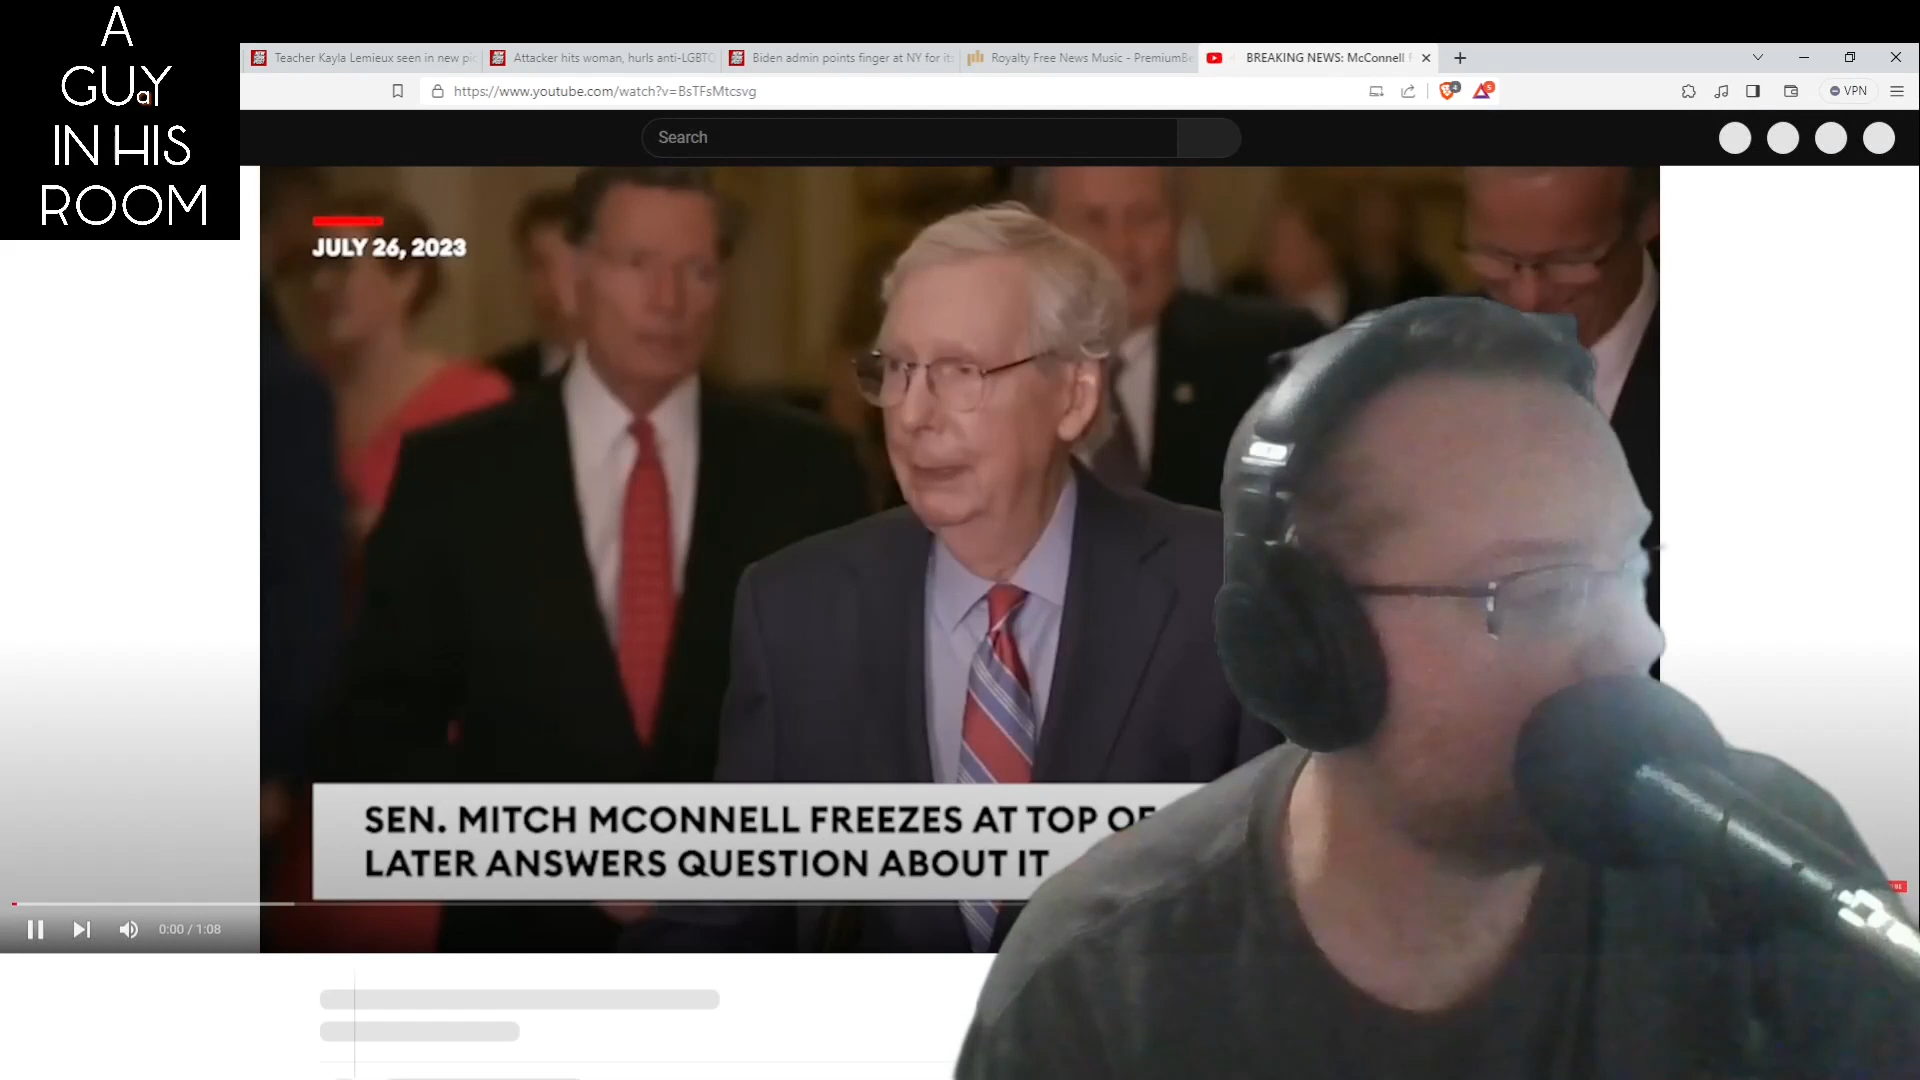 A
GUaY
IN HIS
ROOM
Teacher Kayla Lemieux seen in new pi
Attacker hits woman, hurls anti-LGBTQ
Biden admin points finger at NY for it
Royalty Free News Music - PremiumBe
BREAKING NEWS: McConnell f
https://www.youtube.com/watch?v=BsTFsMtcsvg
4
5
VPN
Search
JULY 26, 2023
SEN. MITCH MCONNELL FREEZES AT TOP OF
LATER ANSWERS QUESTION ABOUT IT
0:00 / 1:08